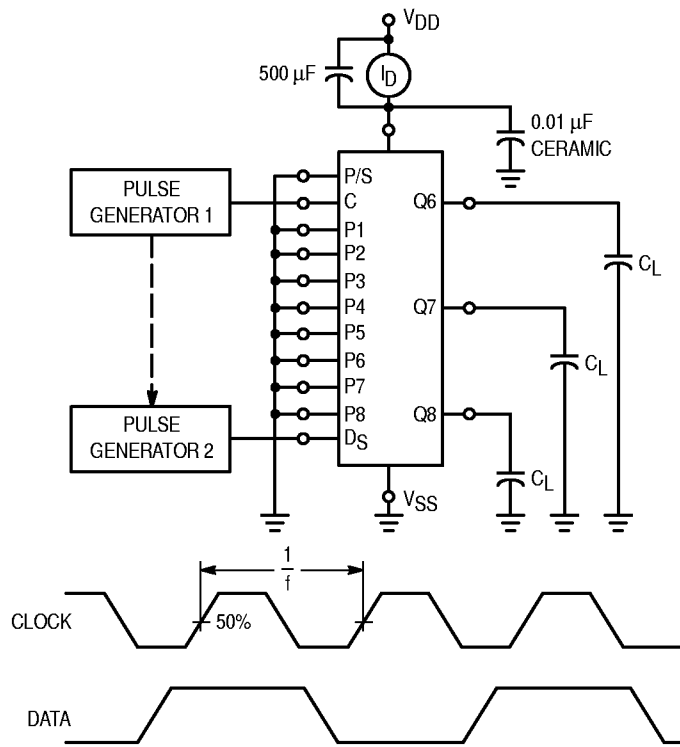 VDD
500 µF
ID
0.01 µF
CERAMIC
PULSE
GENERATOR 1
P/S
C
P1
P2
P3
P4
P5
P6
P7
P8
DS
Q6
Q7
Q8
CL
CL
CL
PULSE
GENERATOR 2
VSS
1
f
CLOCK
50%
DATA